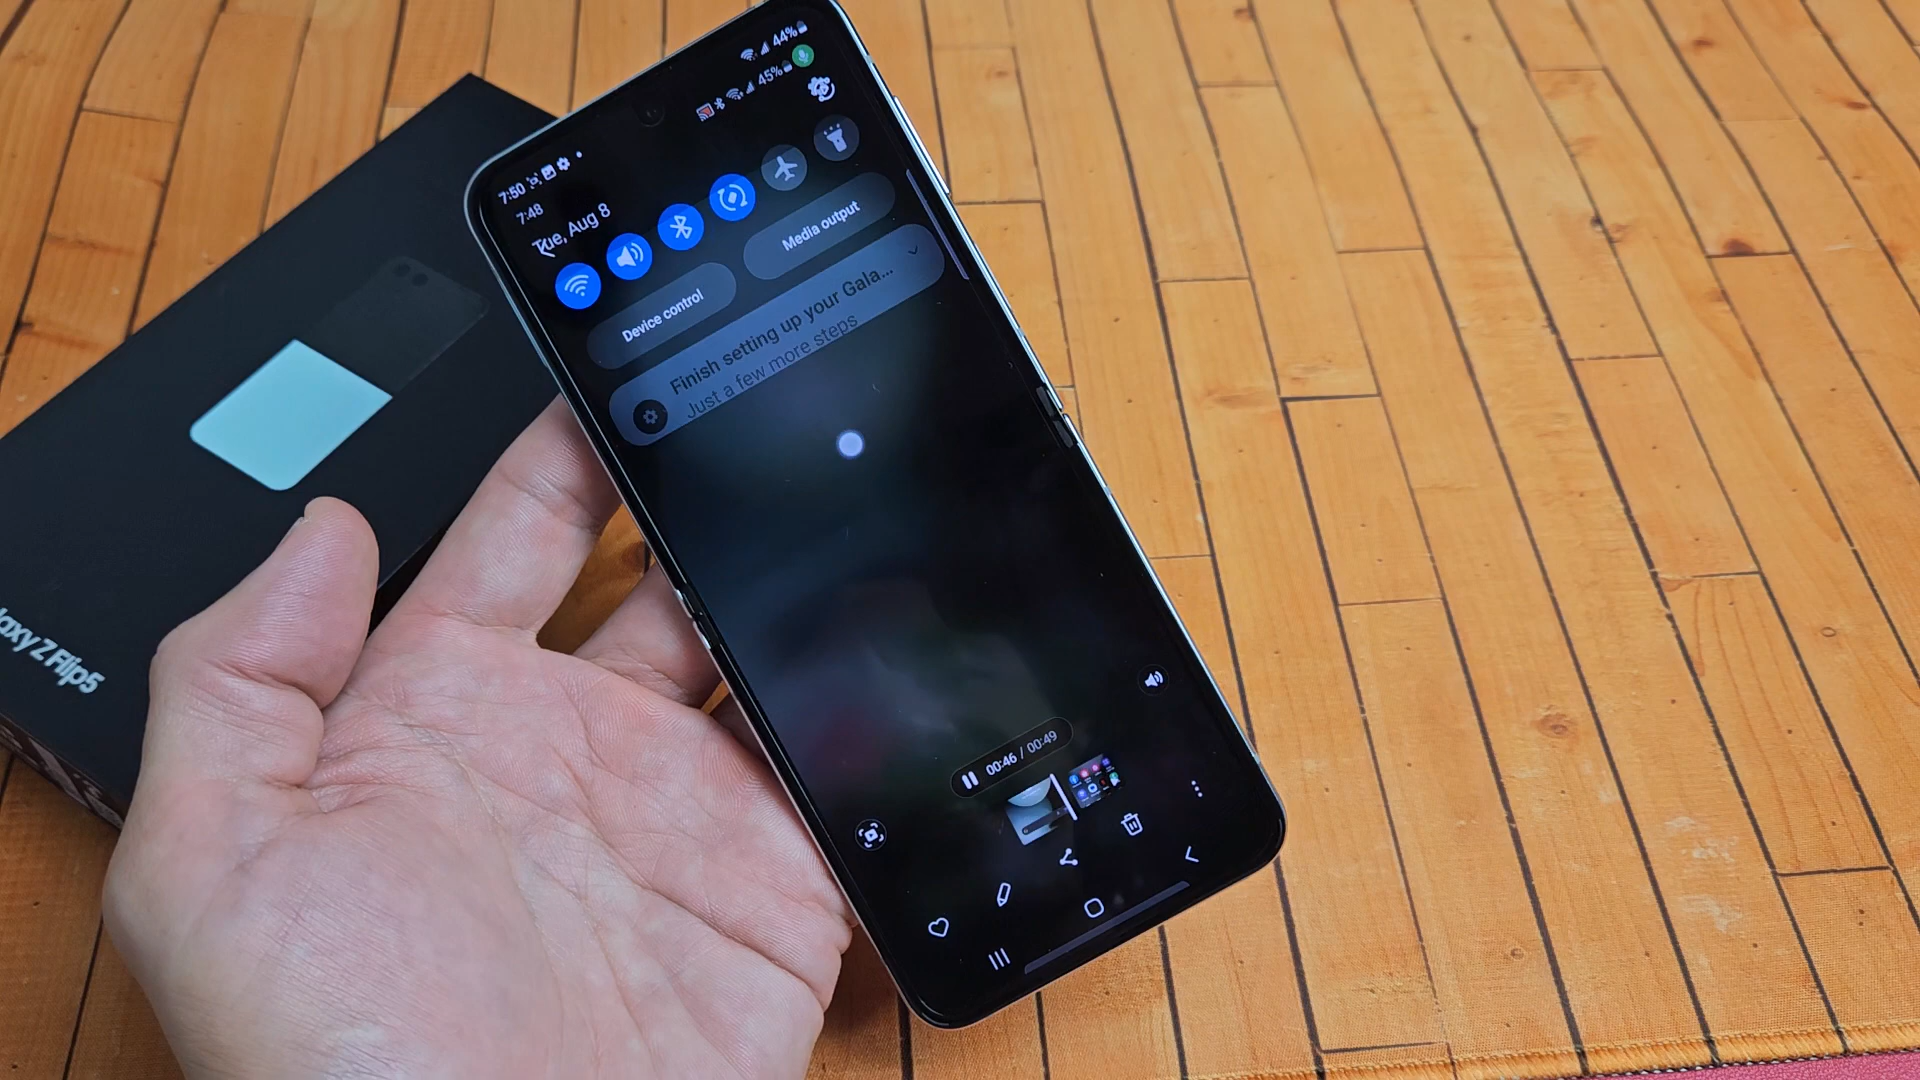 44%
45%
7:50
7:48
Tue, Aug 8
Media output
Device control
Finish setting up your Gala...
Just a few more steps
00:46 / 00:49
laxy Z Flip5